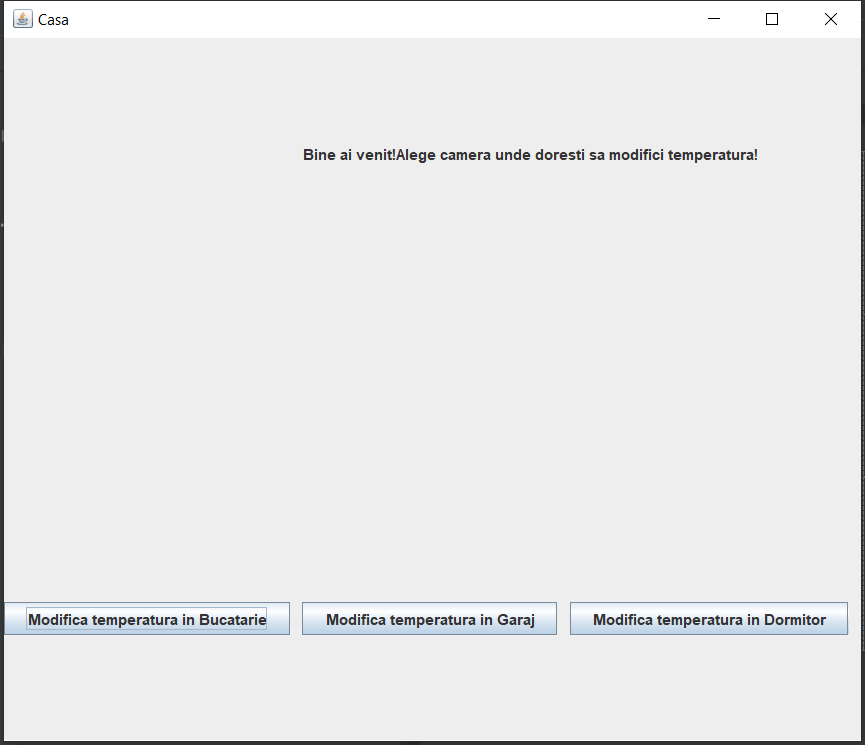 Casa
Bine ai venit!Alege camera unde doresti sa modifici temperatura!
Modifica temperatura in Bucatarie
Modifica temperatura in Garaj
Modifica temperatura in Dormitor